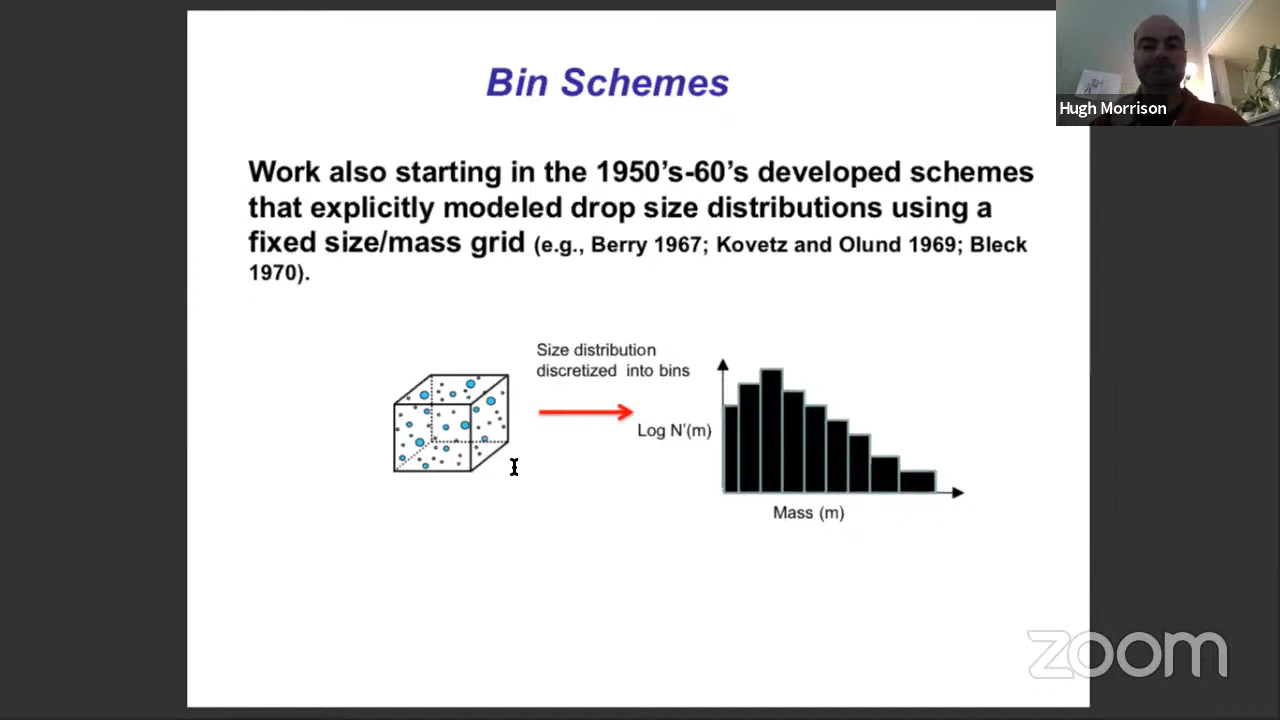 Bin Schemes
Hugh Morrison
Work also starting in the 1950's-60's developed schemes
that explicitly modeled drop size distributions using a
fixed size/mass grid (e.g., Berry 1967; Kovetz and Olund 1969; Bleck
1970).
Size distribution
discretized into bins
Log N'(m)
Mass (m)
zoom